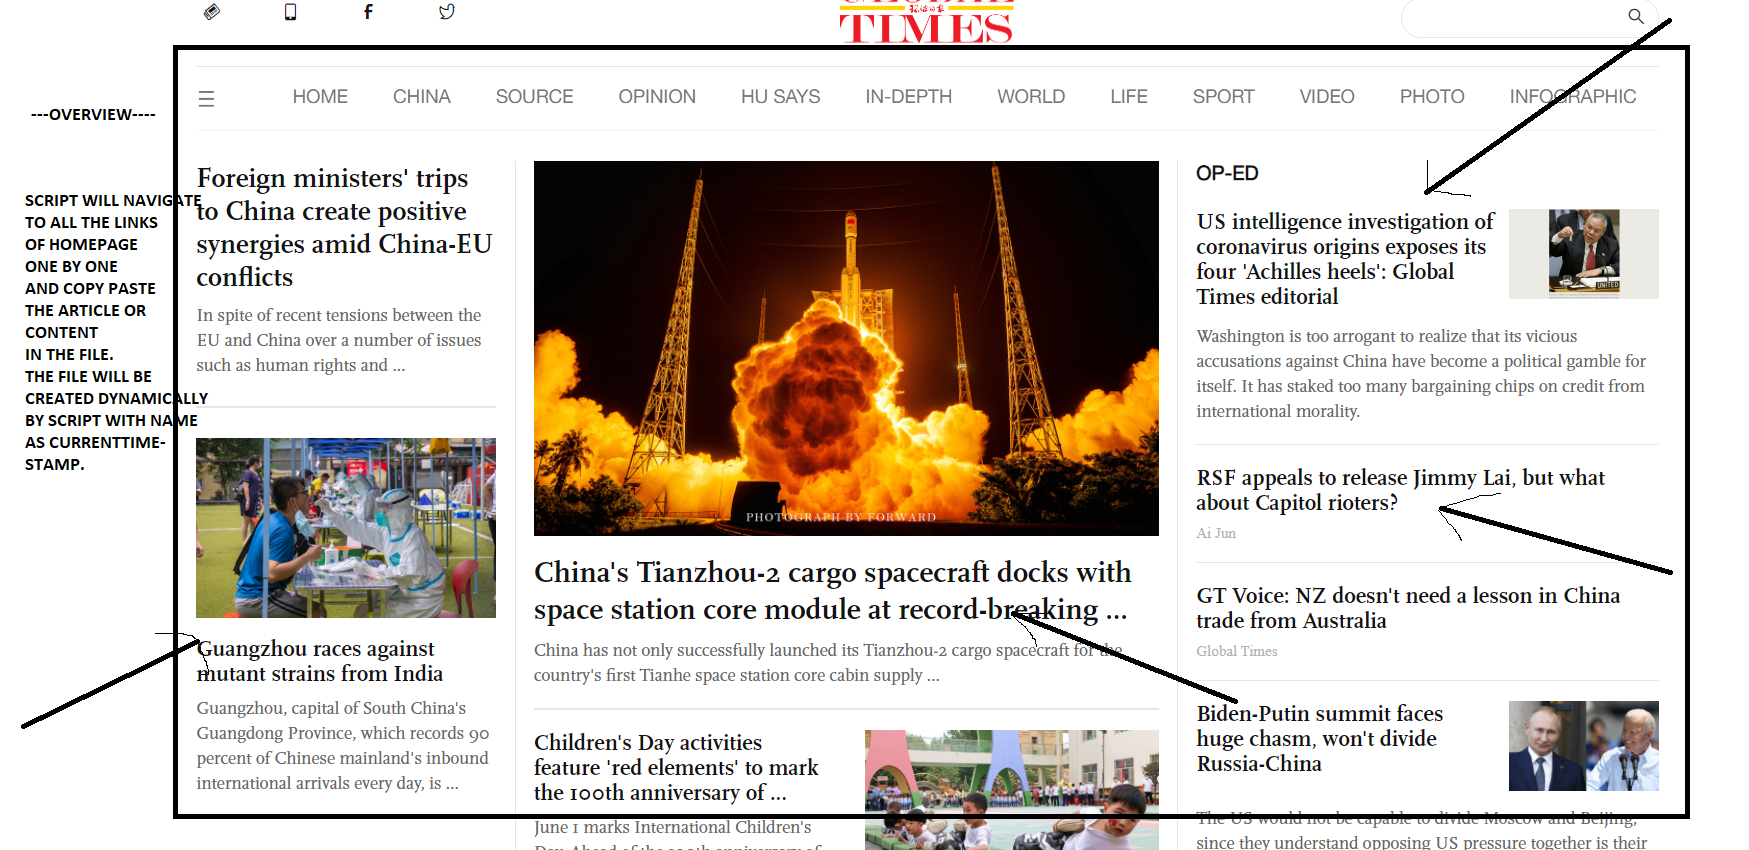 GLOBAL
TIMES
HOME CHINA SOURCE OPINION HU SAYS IN-DEPTH WORLD LIFE SPORT VIDEO PHOTO INFOGRAPHIC
---OVERVIEW----
SCRIPT WILL NAVIGATE
TO ALL THE LINKS
OF HOMEPAGE
ONE BY ONE
AND COPY PASTE
THE ARTICLE OR
CONTENT
IN THE FILE.
THE FILE WILL BE
CREATED DYNAMICALLY
BY SCRIPT WITH NAME
AS CURRENTTIME-
STAMP.
Foreign ministers' trips
to China create positive
synergies amid China-EU
conflicts
In spite of recent tensions between the
EU and China over a number of issues
such as human rights and ...
Guangzhou races against
mutant strains from India
Guangzhou, capital of South China's
Guangdong Province, which records 90
percent of Chinese mainland's inbound
international arrivals every day, is ...
PHOTOGRAPH BY FORWARD
China's Tianzhou-2 cargo spacecraft docks with
space station core module at record-breaking ...
China has not only successfully launched its Tianzhou-2 cargo spacecraft for the
country's first Tianhe space station core cabin supply ...
Children's Day activities
feature 'red elements' to mark
the 100th anniversary of ...
June 1 marks International Children's
OP-ED
US intelligence investigation of
coronavirus origins exposes its
four 'Achilles heels': Global
Times editorial
UNITED
Washington is too arrogant to realize that its vicious
accusations against China have become a political gamble for
itself. It has staked too many bargaining chips on credit from
international morality.
RSF appeals to release Jimmy Lai, but what
about Capitol rioters?
Ai Jun
GT Voice: NZ doesn't need a lesson in China
trade from Australia
Global Times
Biden-Putin summit faces
huge chasm, won't divide
Russia-China
The US would not be capable to divide Moscow and Beijing,
since they understand opposing US pressure together is their